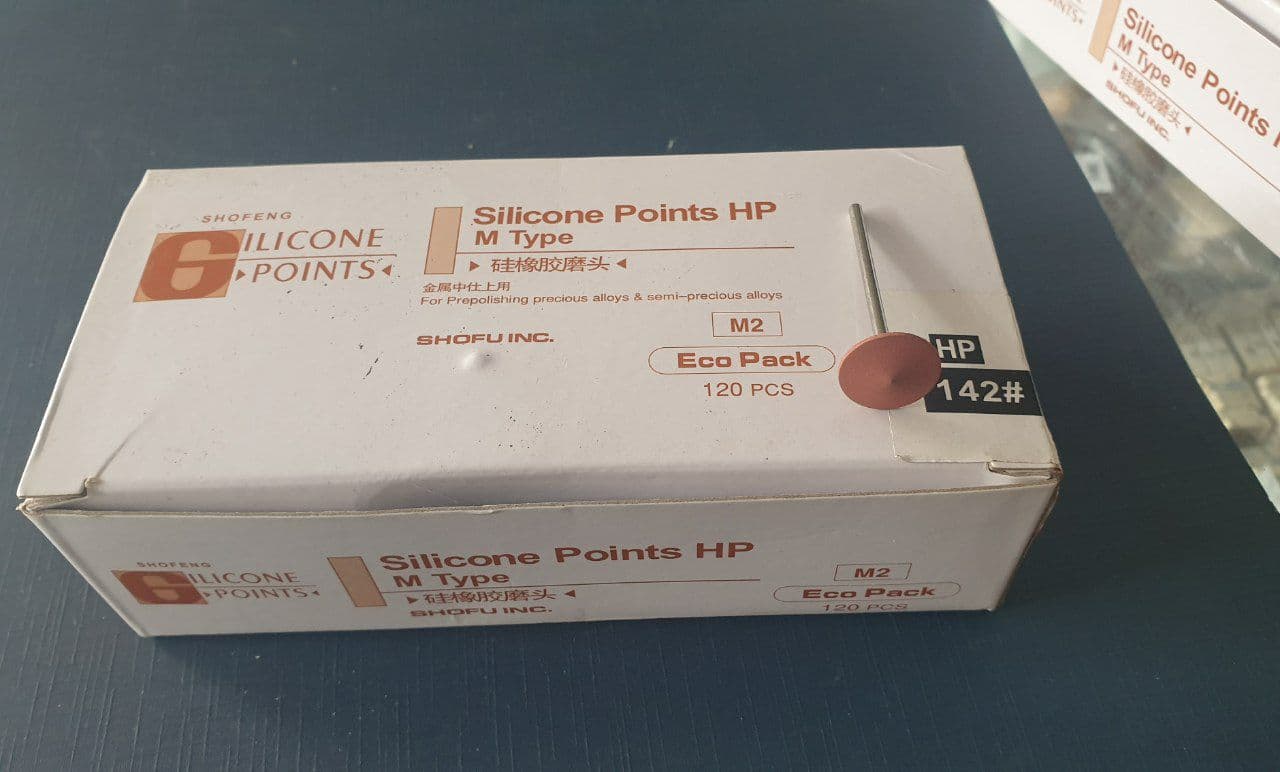 SHOFENG
SILICONE
POINTS
Silicone Points HP
M Type
硅橡胶磨头
金属中仕上用
For Prepolishing precious alloys & semi-precious alloys
SHOFU INC.
M2
Eco Pack
120 PCS
HP
142#
SHOFENG
SILICONE
POINTS
Silicone Points HP
M Type
硅橡胶磨头
SHOFU INC.
M2
Eco Pack
120 PCS
POINTS
Silicone Points
M Type
硅橡胶磨头
SHOFU INC.